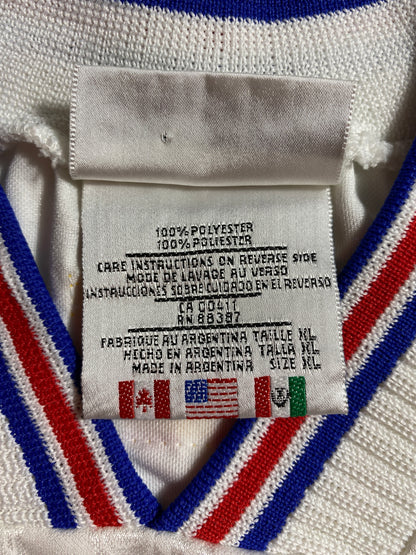 100% POLYESTER
100% POLIESTER
CARE INSTRUCTIONS ON REVERSE SIDE
MODE DE LAVAGE AU VERSO
INSTRUCCIÓNES SOBRE CUIDADO EN EL REVERSO
CA 00411
RN 88387
FABRIQUE AU ARGENTINA TAILLE XL
HECHO EN ARGENTINA TALLA XL
MADE IN ARGENTINA SIZE XL